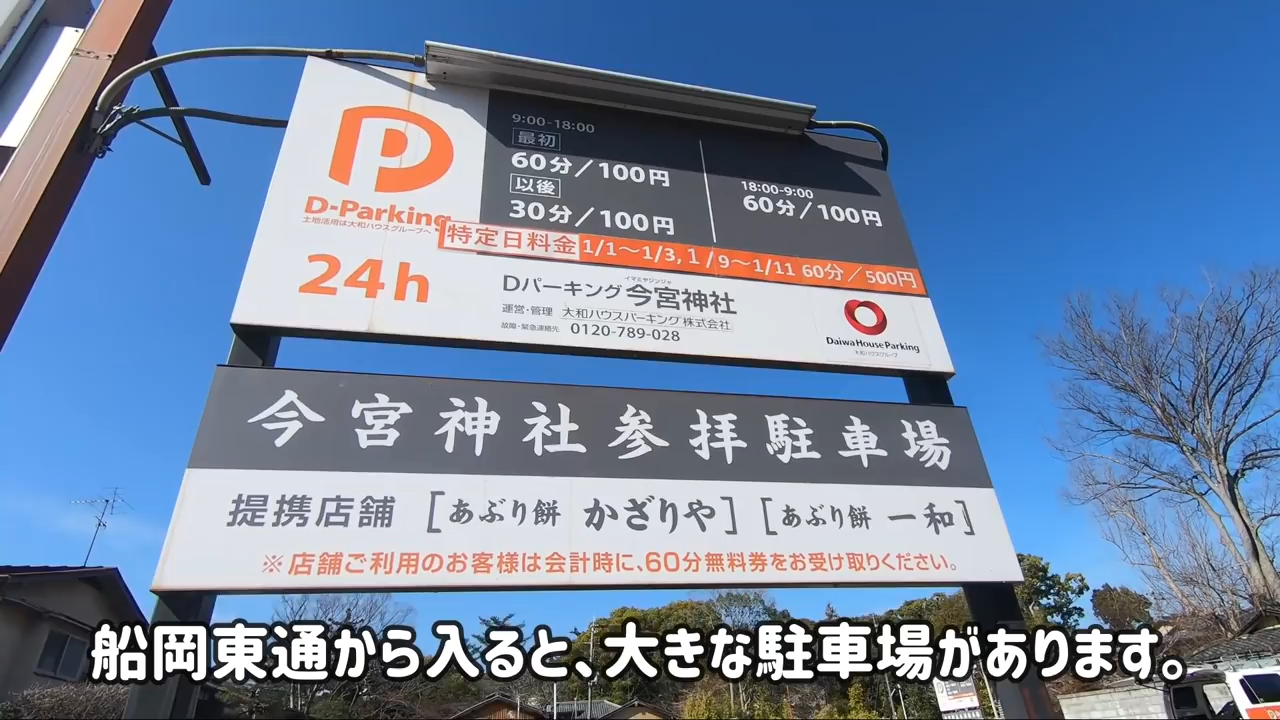 9:00-18:00
最初
60分/100円
以後
30分/100円
18:00-9:00
60分/100円
D-Parking
土地活用は大和ハウスグループへ
特定日料金 1/1~1/3, 1/9~1/11 60分/500円
24h
イマミヤジンジャ
Dパーキング 今宮神社
運営・管理 大和ハウスパーキング株式会社
故障・緊急連絡先 0120-789-028
Daiwa House Parking
大和ハウスグループ
今宮神社参拝駐車場
提携店舗 [あぶり餅 かざりや] [あぶり餅 一和]
※店舗ご利用のお客様は会計時に、60分無料券をお受け取りください。
船岡東通から入ると、大きな駐車場があります。